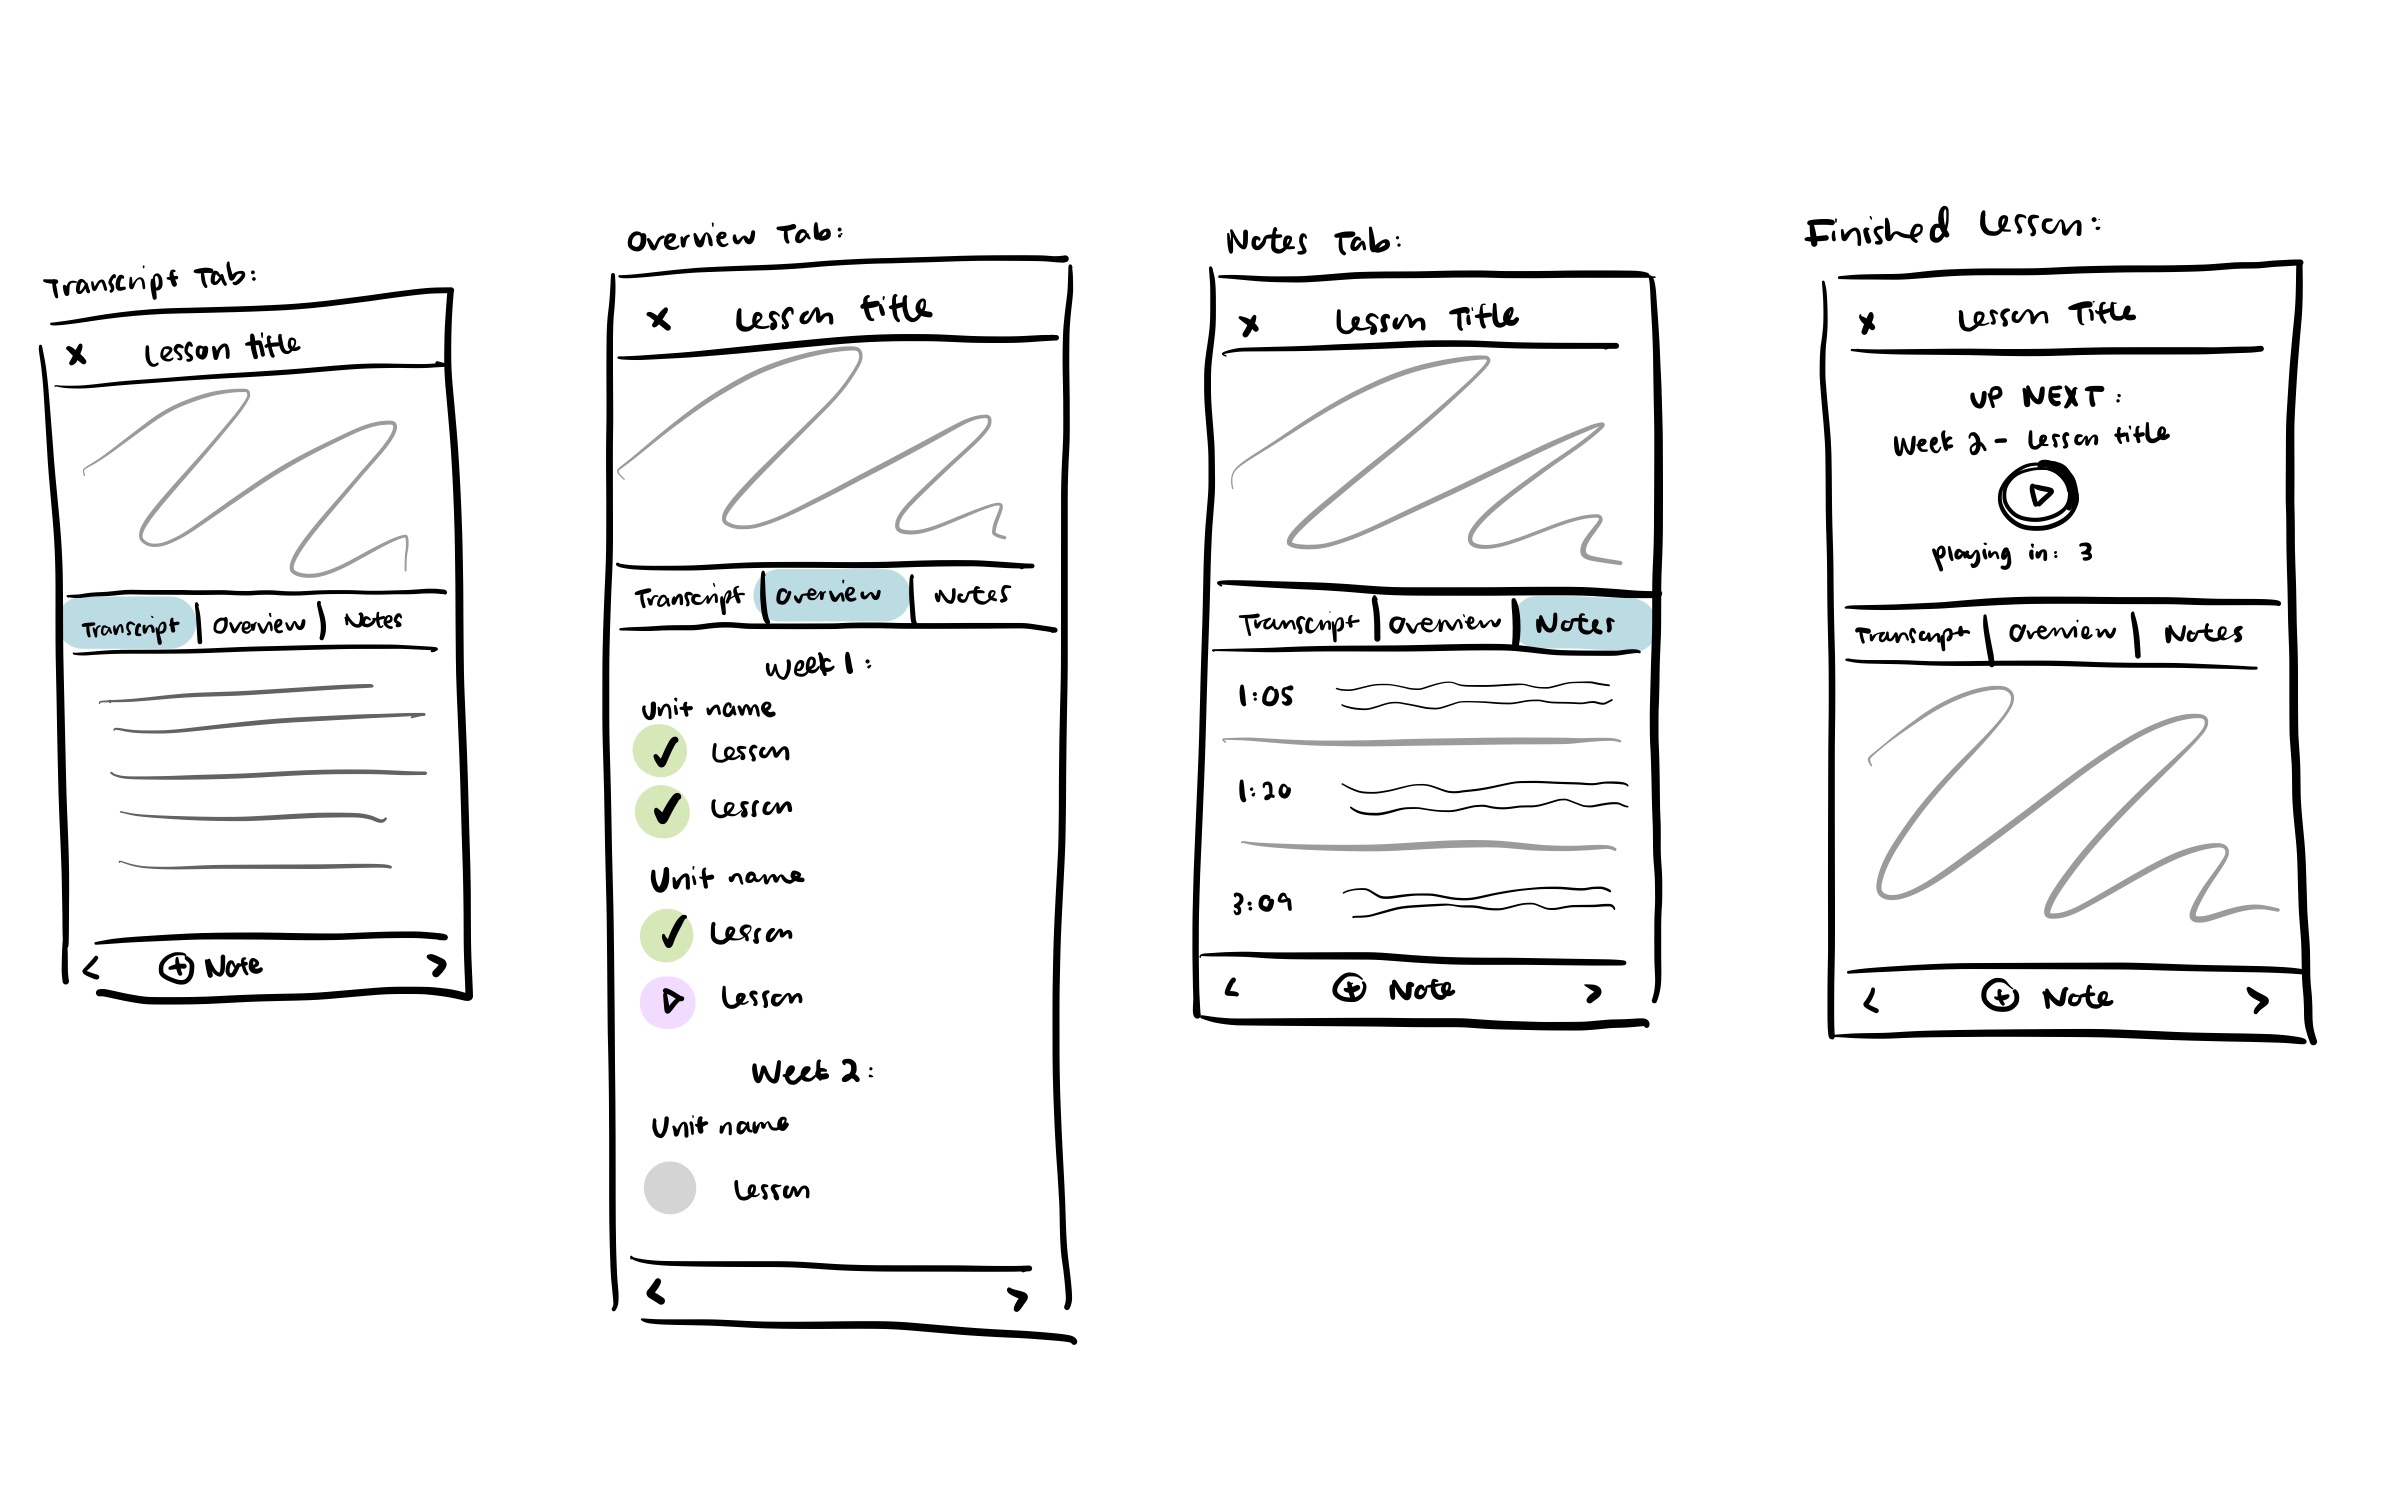 Transcript Tab:
x Lesson title
Transcript Overview Notes
< + Note >
Overview Tab:
x Lesson title
Transcript Overview Notes
Week 1:
Unit name
✓ Lesson
✓ Lesson
Unit name
✓ Lesson
Lesson
Week 2:
Unit name
Lesson
< >
Notes Tab:
x Lesson Title
Transcript Overview Notes
1:05
1:20
3:09
< + Note >
Finished Lesson:
x Lesson Title
UP NEXT:
Week 2 - Lesson title
playing in: 3
Transcript Overview Notes
< + Note >